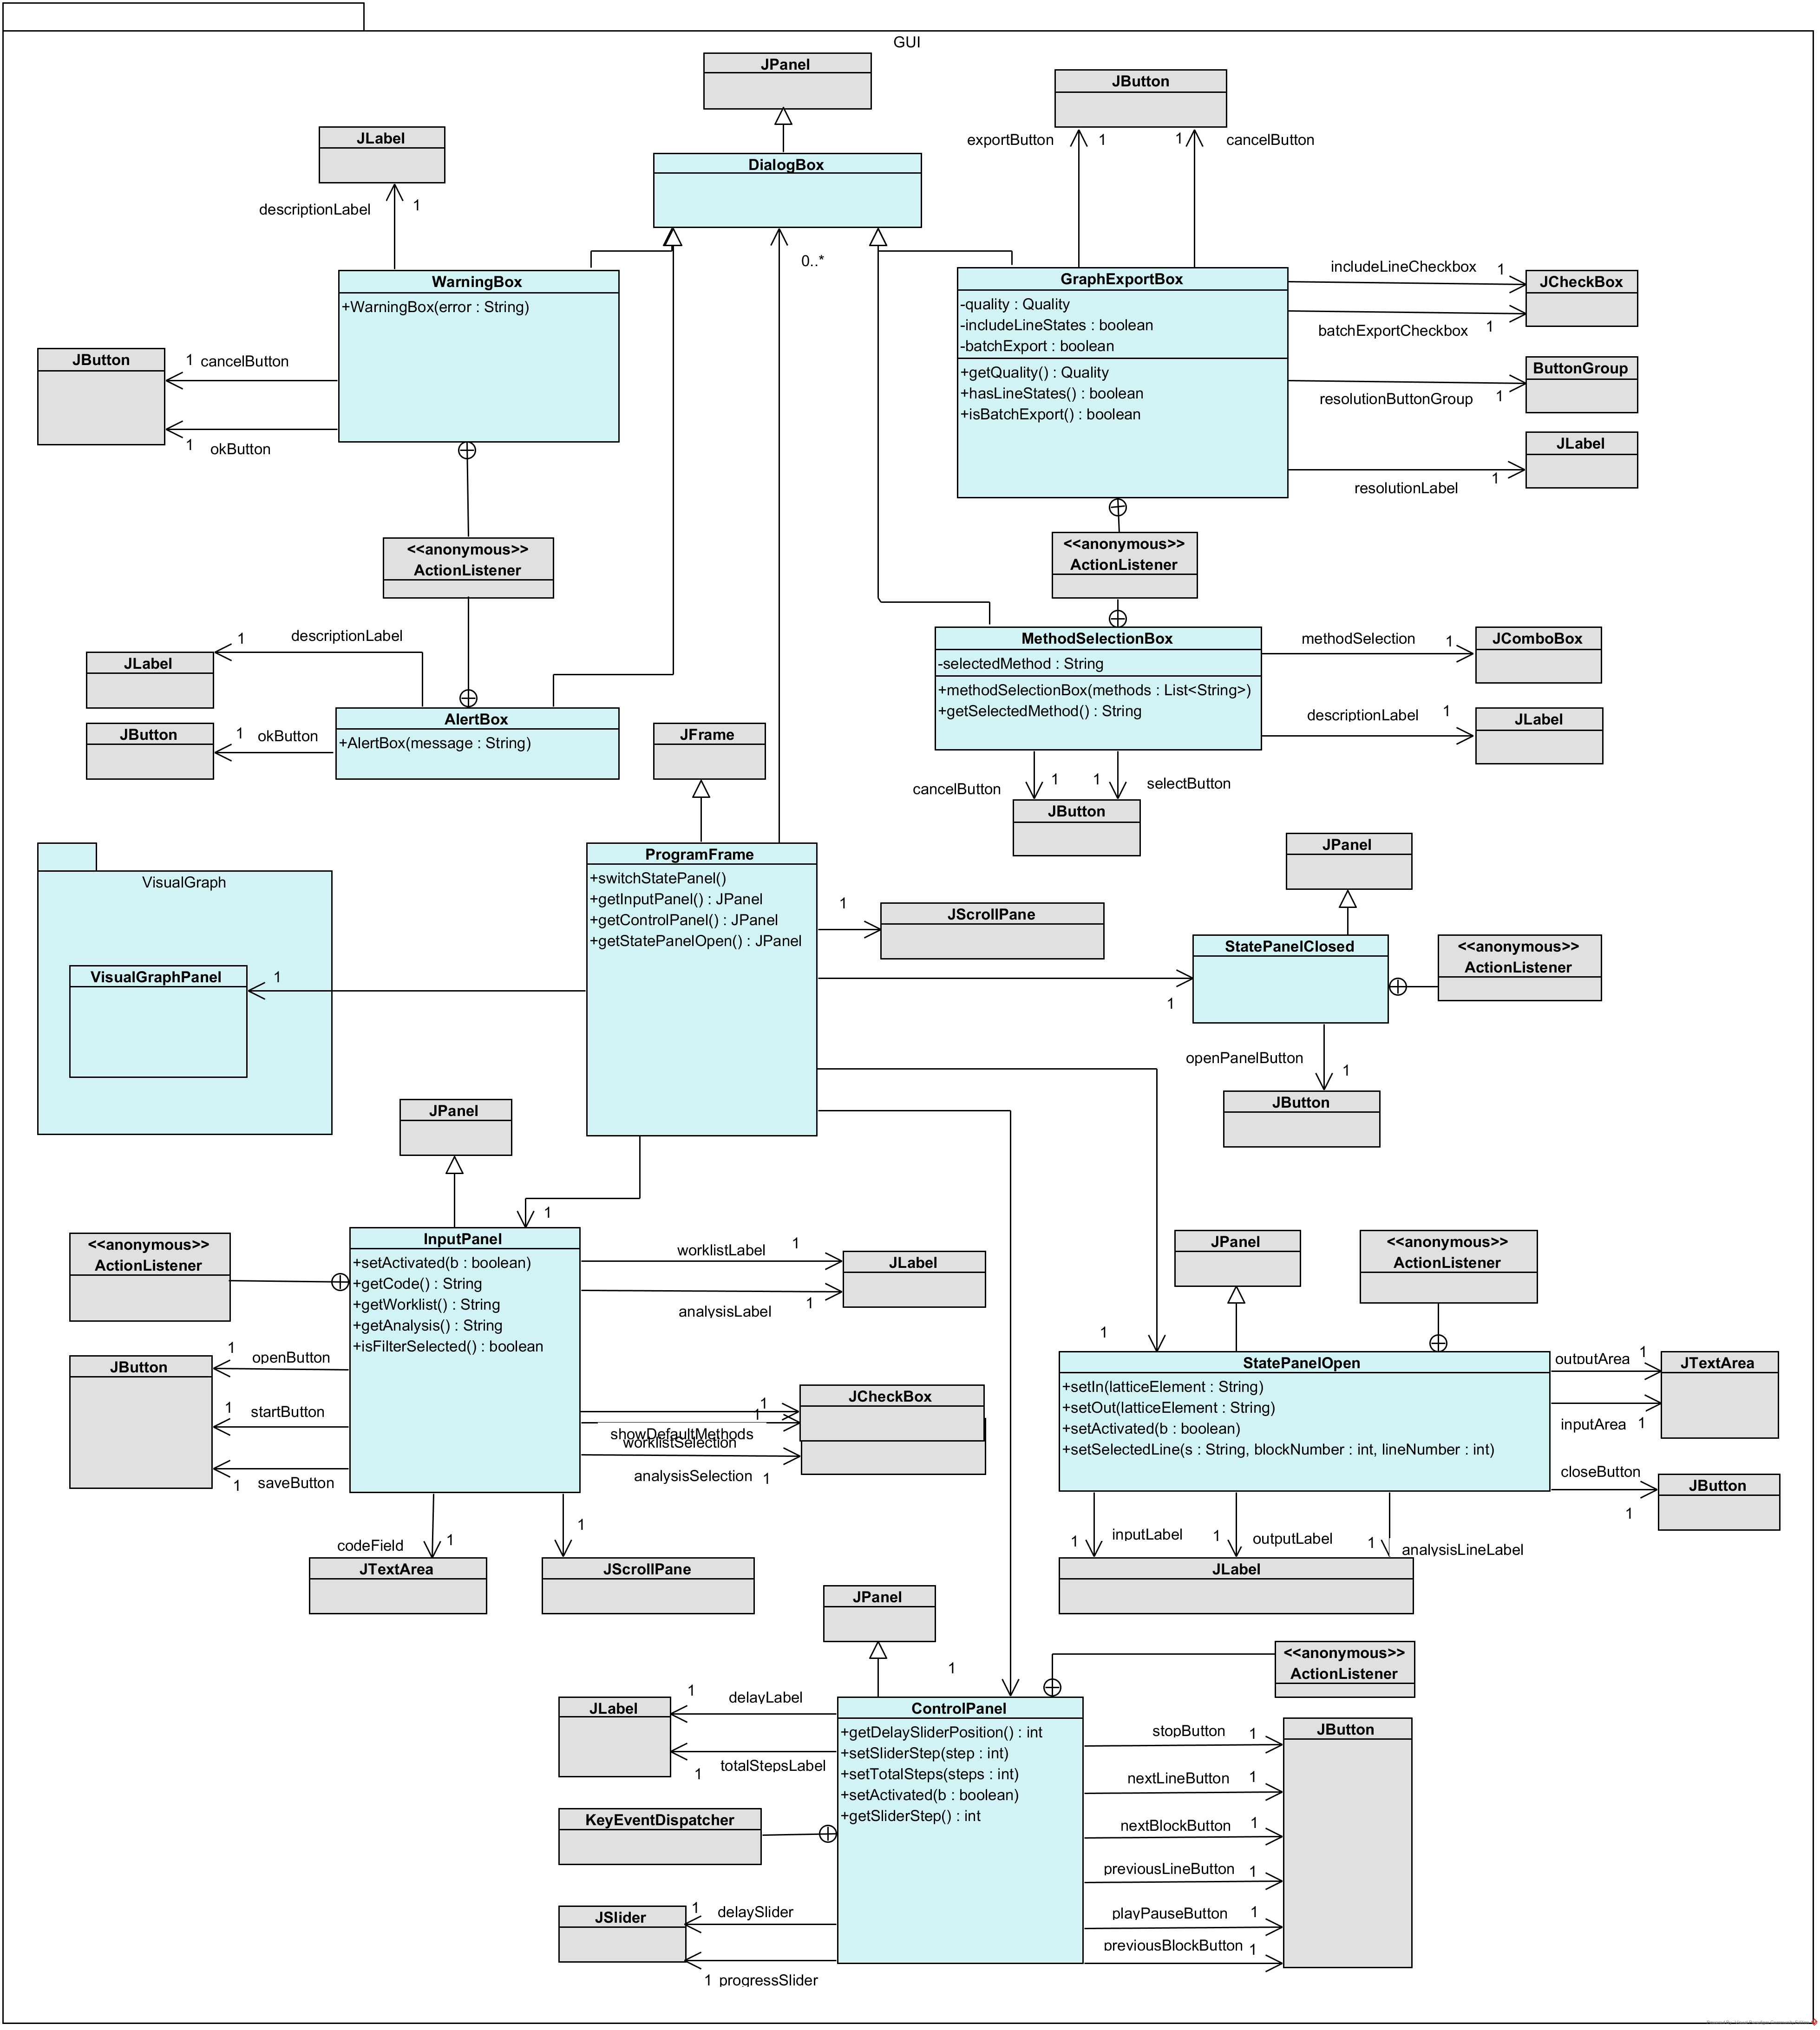 GUI
JPanel
JButton
exportButton
1
1
cancelButton
JLabel
descriptionLabel
1
DialogBox
0..*
WarningBox
+WarningBox(error : String)
JButton
1
cancelButton
1
okButton
GraphExportBox
-quality : Quality
-includeLineStates : boolean
-batchExport : boolean
+getQuality() : Quality
+hasLineStates() : boolean
+isBatchExport() : boolean
includeLineCheckbox
1
JCheckBox
batchExportCheckbox
1
ButtonGroup
resolutionButtonGroup
1
JLabel
resolutionLabel
1
<<anonymous>>
ActionListener
<<anonymous>>
ActionListener
descriptionLabel
1
JLabel
JButton
1
okButton
AlertBox
+AlertBox(message : String)
MethodSelectionBox
-selectedMethod : String
+methodSelectionBox(methods : List<String>)
+getSelectedMethod() : String
methodSelection
1
JComboBox
descriptionLabel
1
JLabel
cancelButton
1
1
selectButton
JButton
JFrame
ProgramFrame
+switchStatePanel()
+getInputPanel() : JPanel
+getControlPanel() : JPanel
+getStatePanelOpen() : JPanel
VisualGraph
VisualGraphPanel
1
1
JScrollPane
JPanel
StatePanelClosed
1
<<anonymous>>
ActionListener
openPanelButton
1
JButton
JPanel
1
InputPanel
+setActivated(b : boolean)
+getCode() : String
+getWorklist() : String
+getAnalysis() : String
+isFilterSelected() : boolean
<<anonymous>>
ActionListener
JButton
1
openButton
1
startButton
1
saveButton
worklistLabel
1
JLabel
analysisLabel
1
JCheckBox
1
1
showDefaultMethods
worklistSelection
analysisSelection
1
codeField
1
JTextArea
1
JScrollPane
JPanel
<<anonymous>>
ActionListener
1
StatePanelOpen
+setIn(latticeElement : String)
+setOut(latticeElement : String)
+setActivated(b : boolean)
+setSelectedLine(s : String, blockNumber : int, lineNumber : int)
outputArea
1
JTextArea
inputArea
1
closeButton
1
JButton
1
inputLabel
1
outputLabel
1
analysisLineLabel
JLabel
JPanel
1
<<anonymous>>
ActionListener
ControlPanel
+getDelaySliderPosition() : int
+setSliderStep(step : int)
+setTotalSteps(steps : int)
+setActivated(b : boolean)
+getSliderStep() : int
JLabel
1
delayLabel
1
totalStepsLabel
KeyEventDispatcher
JSlider
1
delaySlider
1
progressSlider
stopButton
1
JButton
nextLineButton
1
nextBlockButton
1
previousLineButton
1
playPauseButton
1
previousBlockButton
1